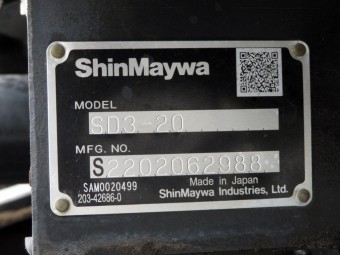 ShinMaywa
MODEL
SD3-20
MFG. NO.
S2202062988
Made in Japan
SAM0020499
203-42686-0
ShinMaywa Industries, Ltd.